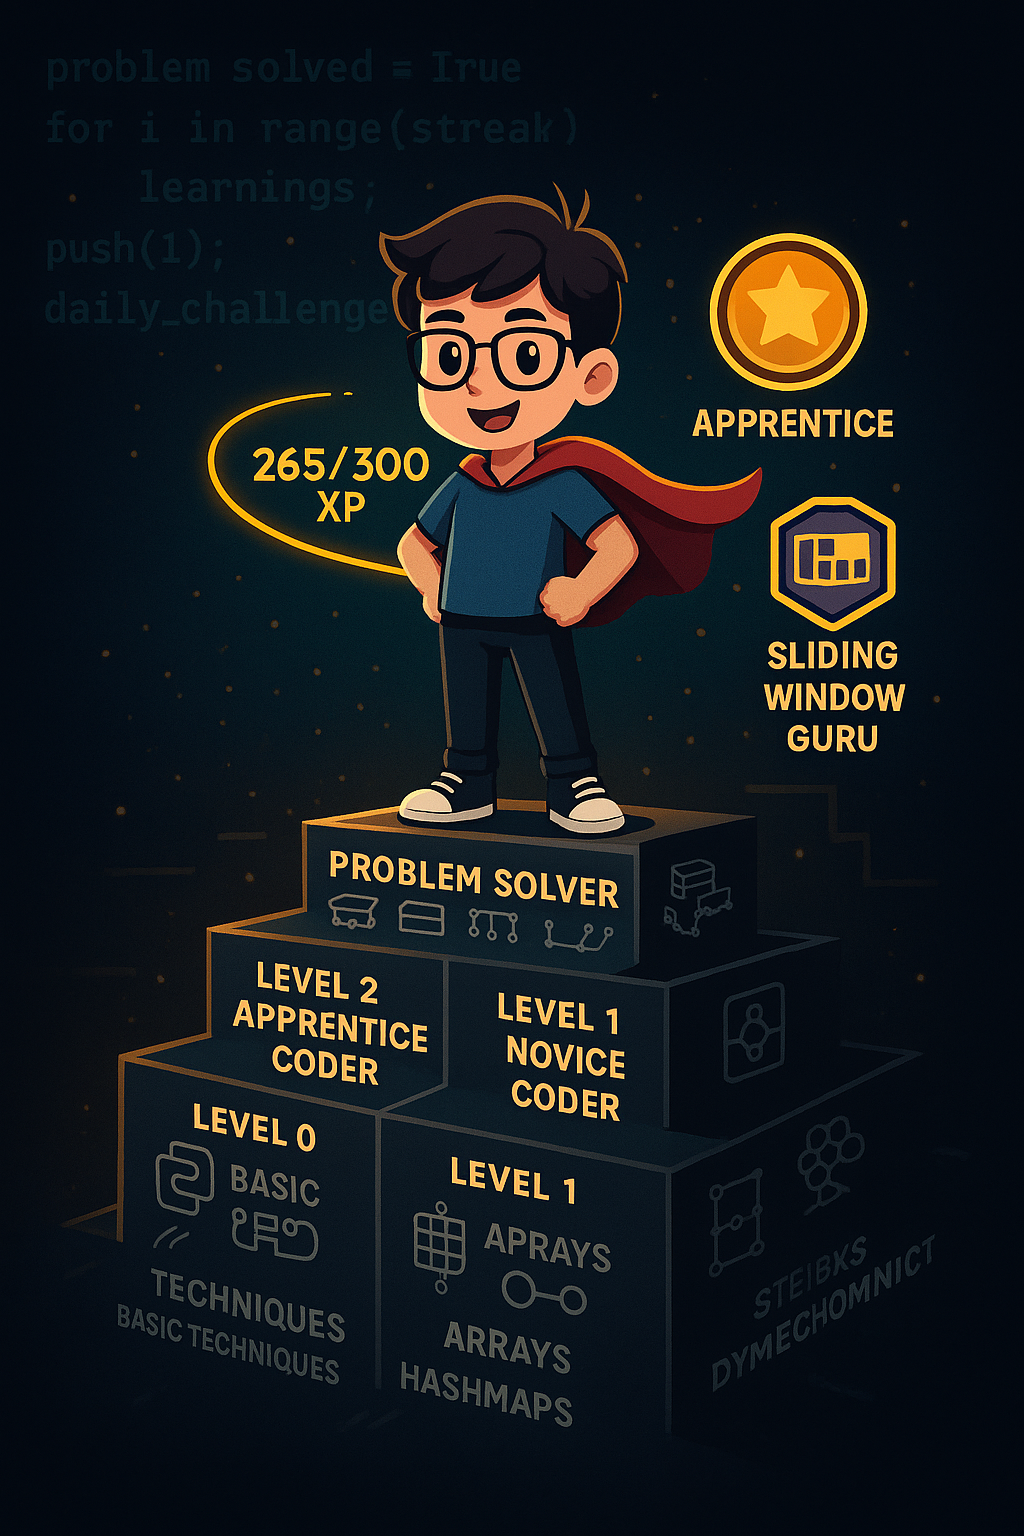 problem solved = True
for i in range(streak)
learnings;
push(1);
daily_challenge
265/300
XP
APPRENTICE
SLIDING
WINDOW
GURU
PROBLEM SOLVER
LEVEL 2
APPRENTICE
CODER
LEVEL 1
NOVICE
CODER
LEVEL 0
BASIC
TECHNIQUES
BASIC TECHNIQUES
LEVEL 1
APRAYS
ARRAYS
HASHMAPS
STEIBKS
DYMECHOMNICT